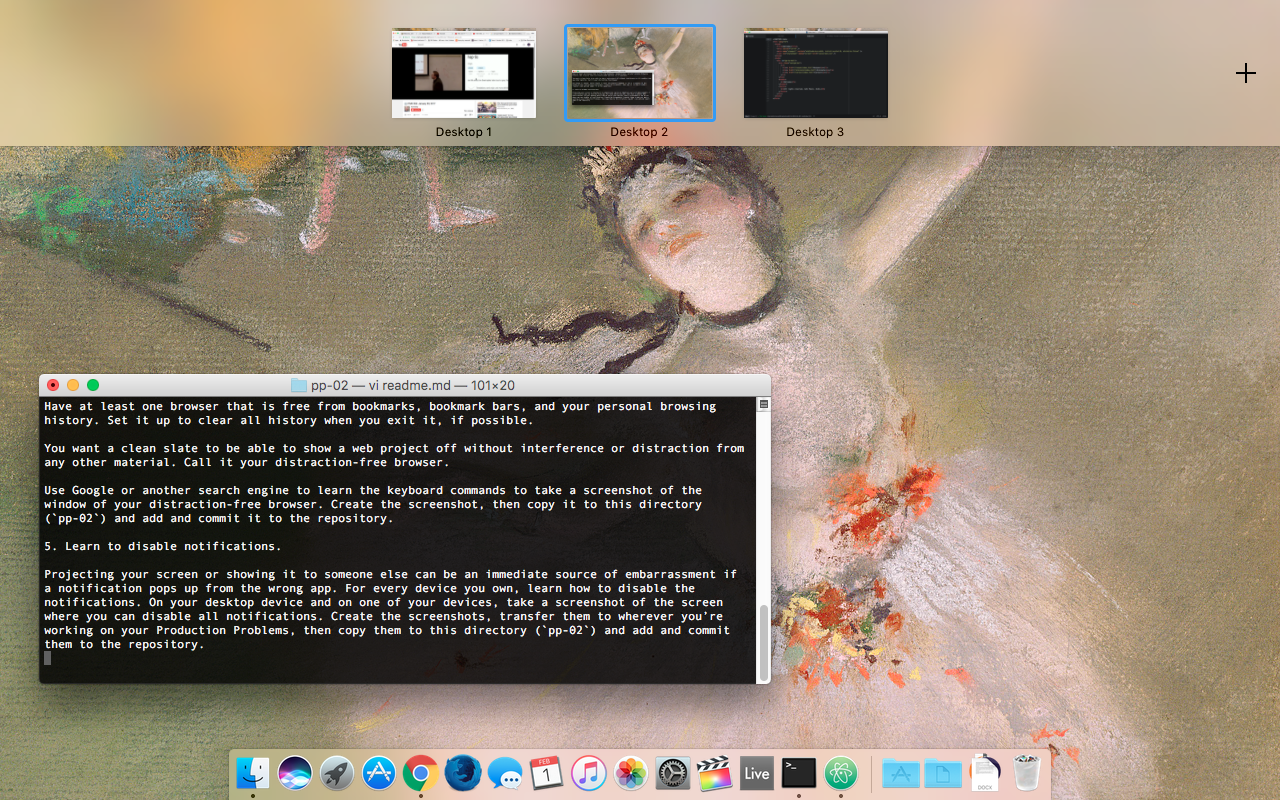 Desktop 1
Desktop 2
Desktop 3
pp-02 — vi readme.md — 101×20
Have at least one browser that is free from bookmarks, bookmark bars, and your personal browsing
history. Set it up to clear all history when you exit it, if possible.
You want a clean slate to be able to show a web project off without interference or distraction from
any other material. Call it your distraction-free browser.
Use Google or another search engine to learn the keyboard commands to take a screenshot of the
window of your distraction-free browser. Create the screenshot, then copy it to this directory
(`pp-02`) and add and commit it to the repository.
5. Learn to disable notifications.
Projecting your screen or showing it to someone else can be an immediate source of embarrassment if
a notification pops up from the wrong app. For every device you own, learn how to disable the
notifications. On your desktop device and on one of your devices, take a screenshot of the screen
where you can disable all notifications. Create the screenshots, transfer them to wherever you're
working on your Production Problems, then copy them to this directory (`pp-02`) and add and commit
them to the repository.
FEB
1
Live
>_
DOCX